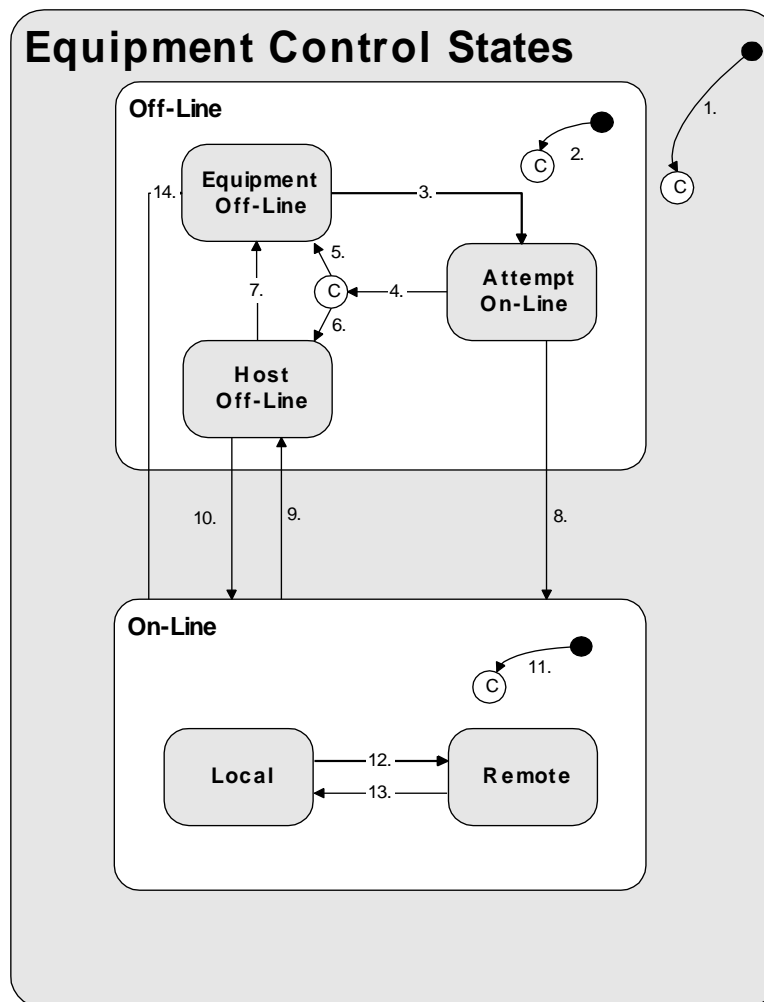 Equipment Control States
Off-Line
1.
2.
C
C
Equipment
Off-Line
14.
3.
5.
Attempt
On-Line
7.
C
4.
6.
Host
Off-Line
10.
9.
8.
On-Line
11.
C
Local
12.
Remote
13.